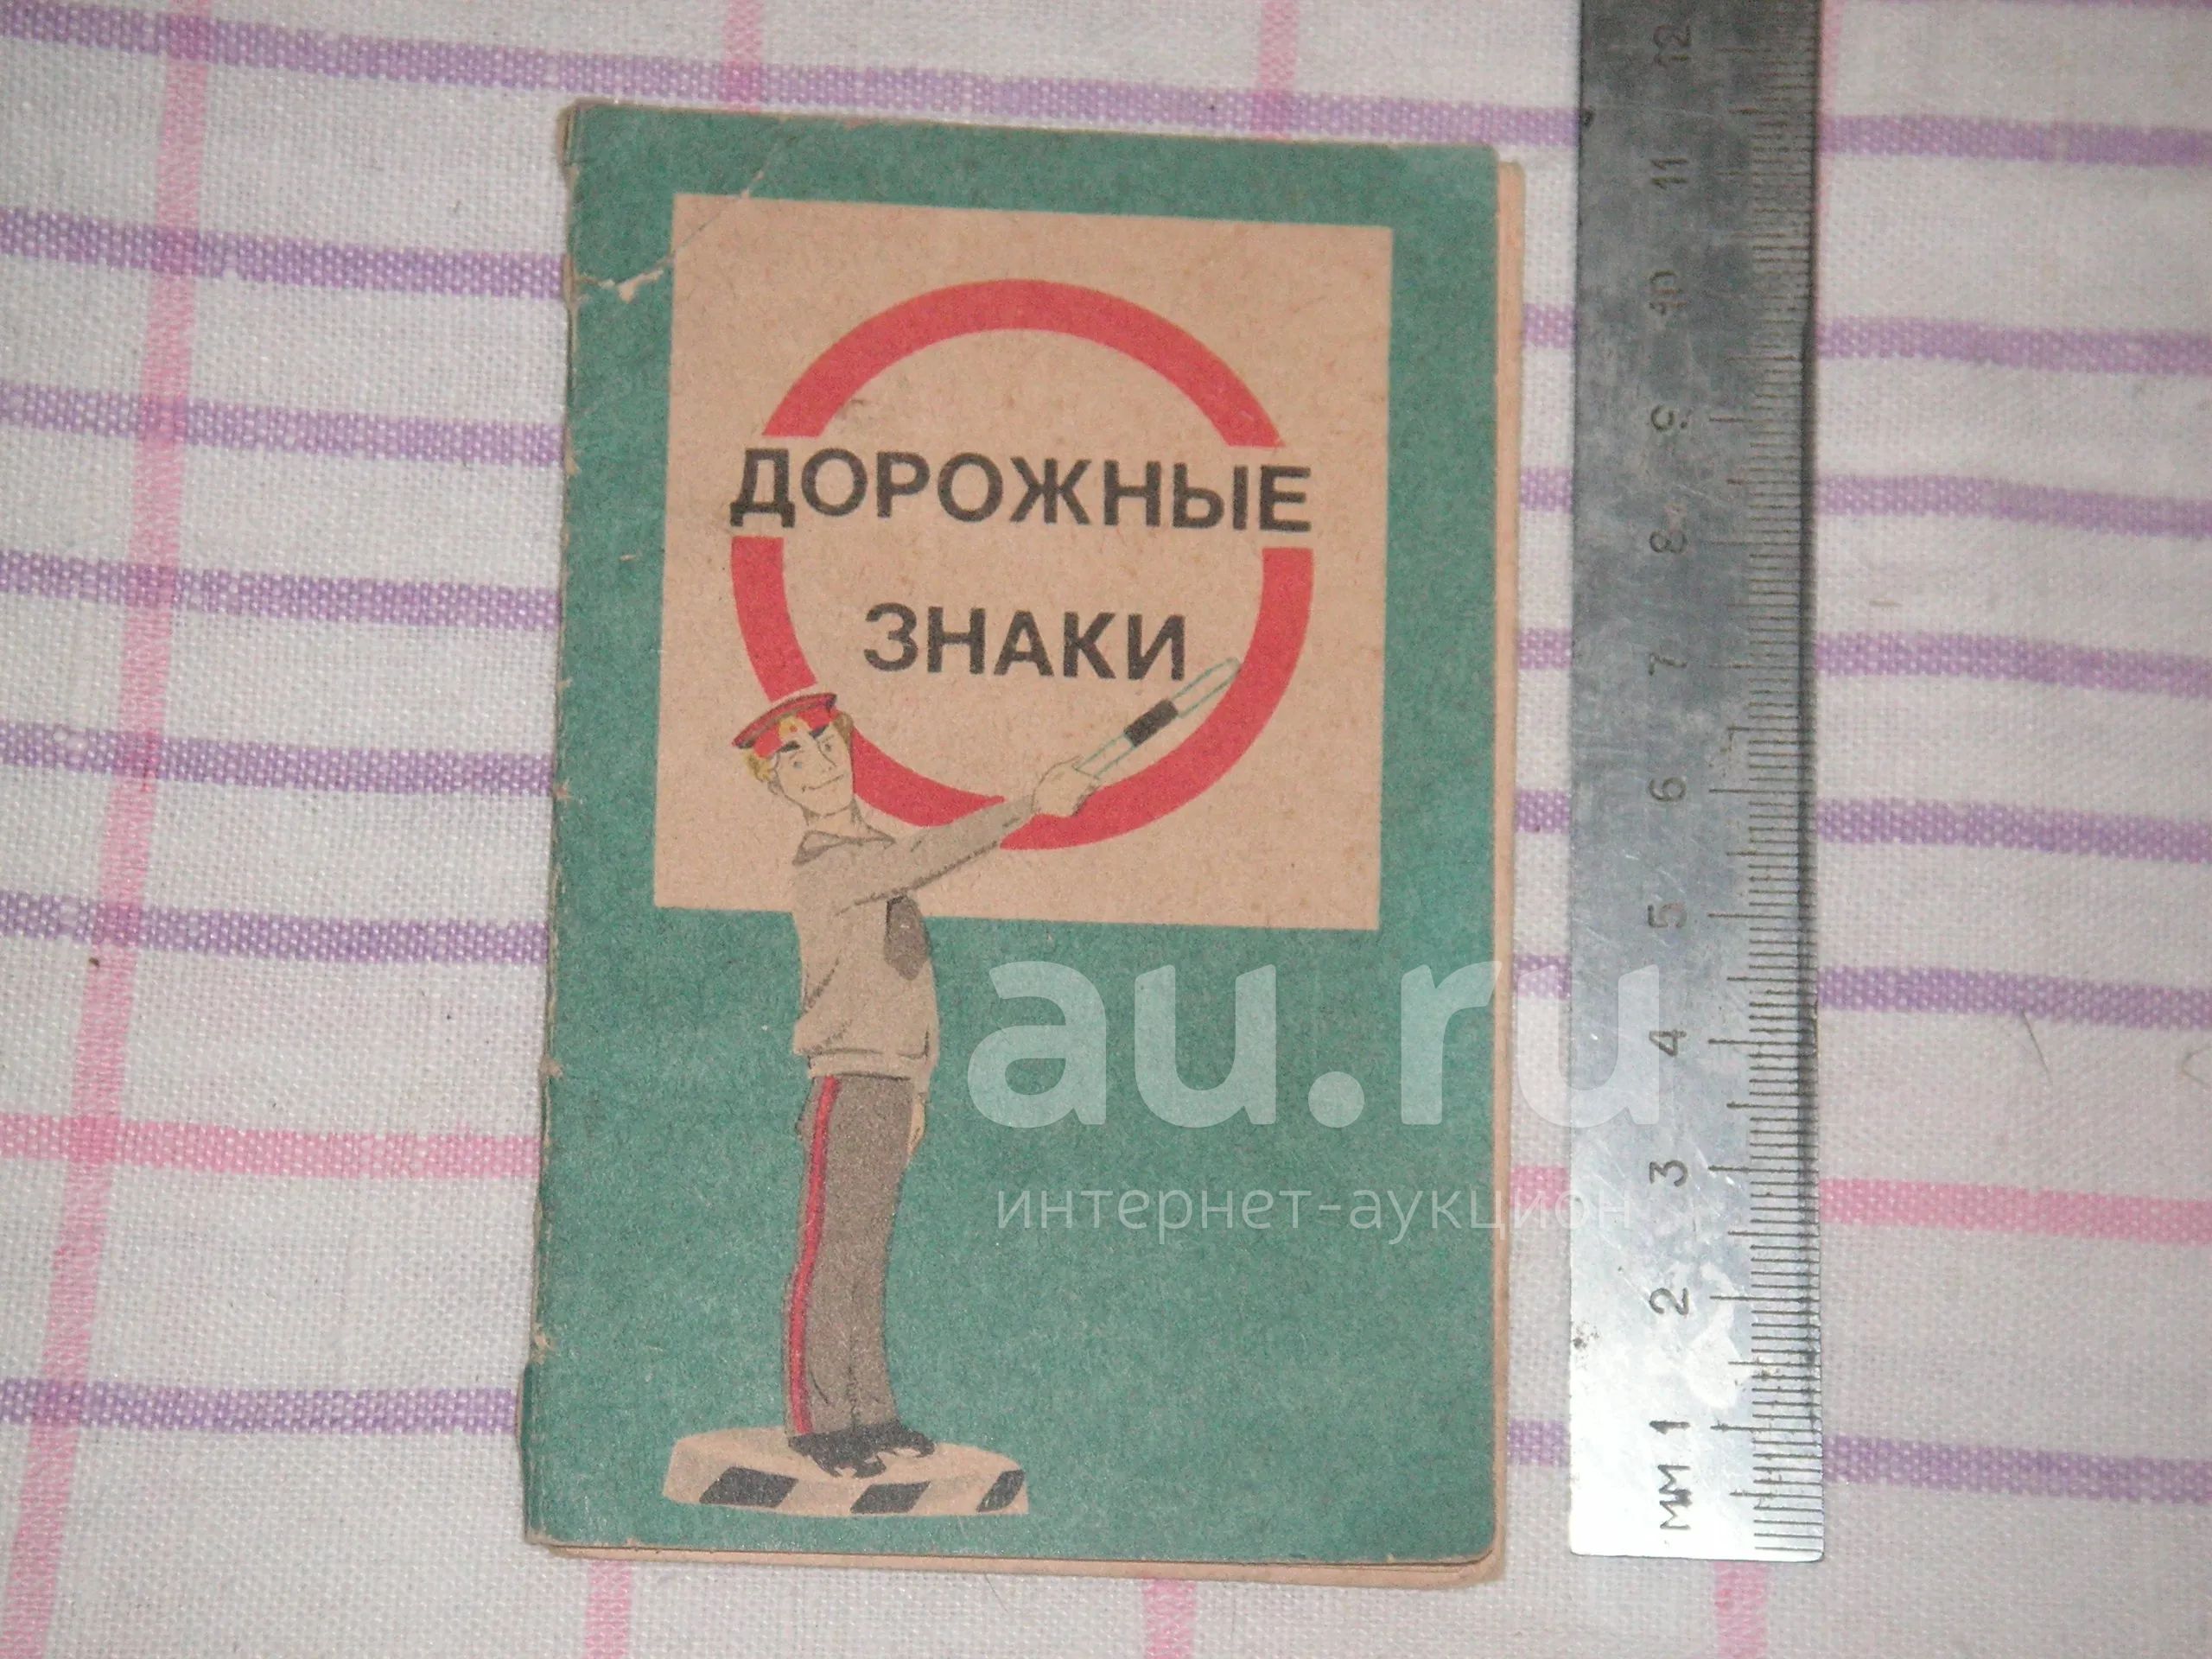 ДОРОЖНЫЕ
ЗНАКИ
au.ru
интернет-аукцион
12
11
10
9
8
7
6
5
4
3
2
мм 1